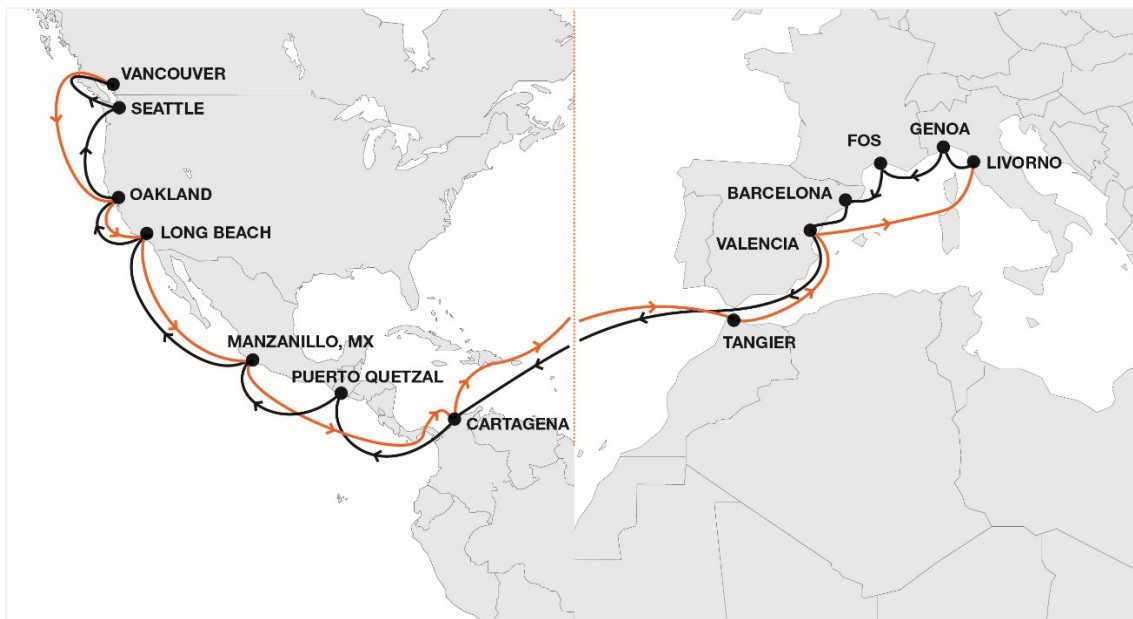 VANCOUVER
SEATTLE
OAKLAND
LONG BEACH
MANZANILLO, MX
PUERTO QUETZAL
CARTAGENA
GENOA
FOS
LIVORNO
BARCELONA
VALENCIA
TANGIER